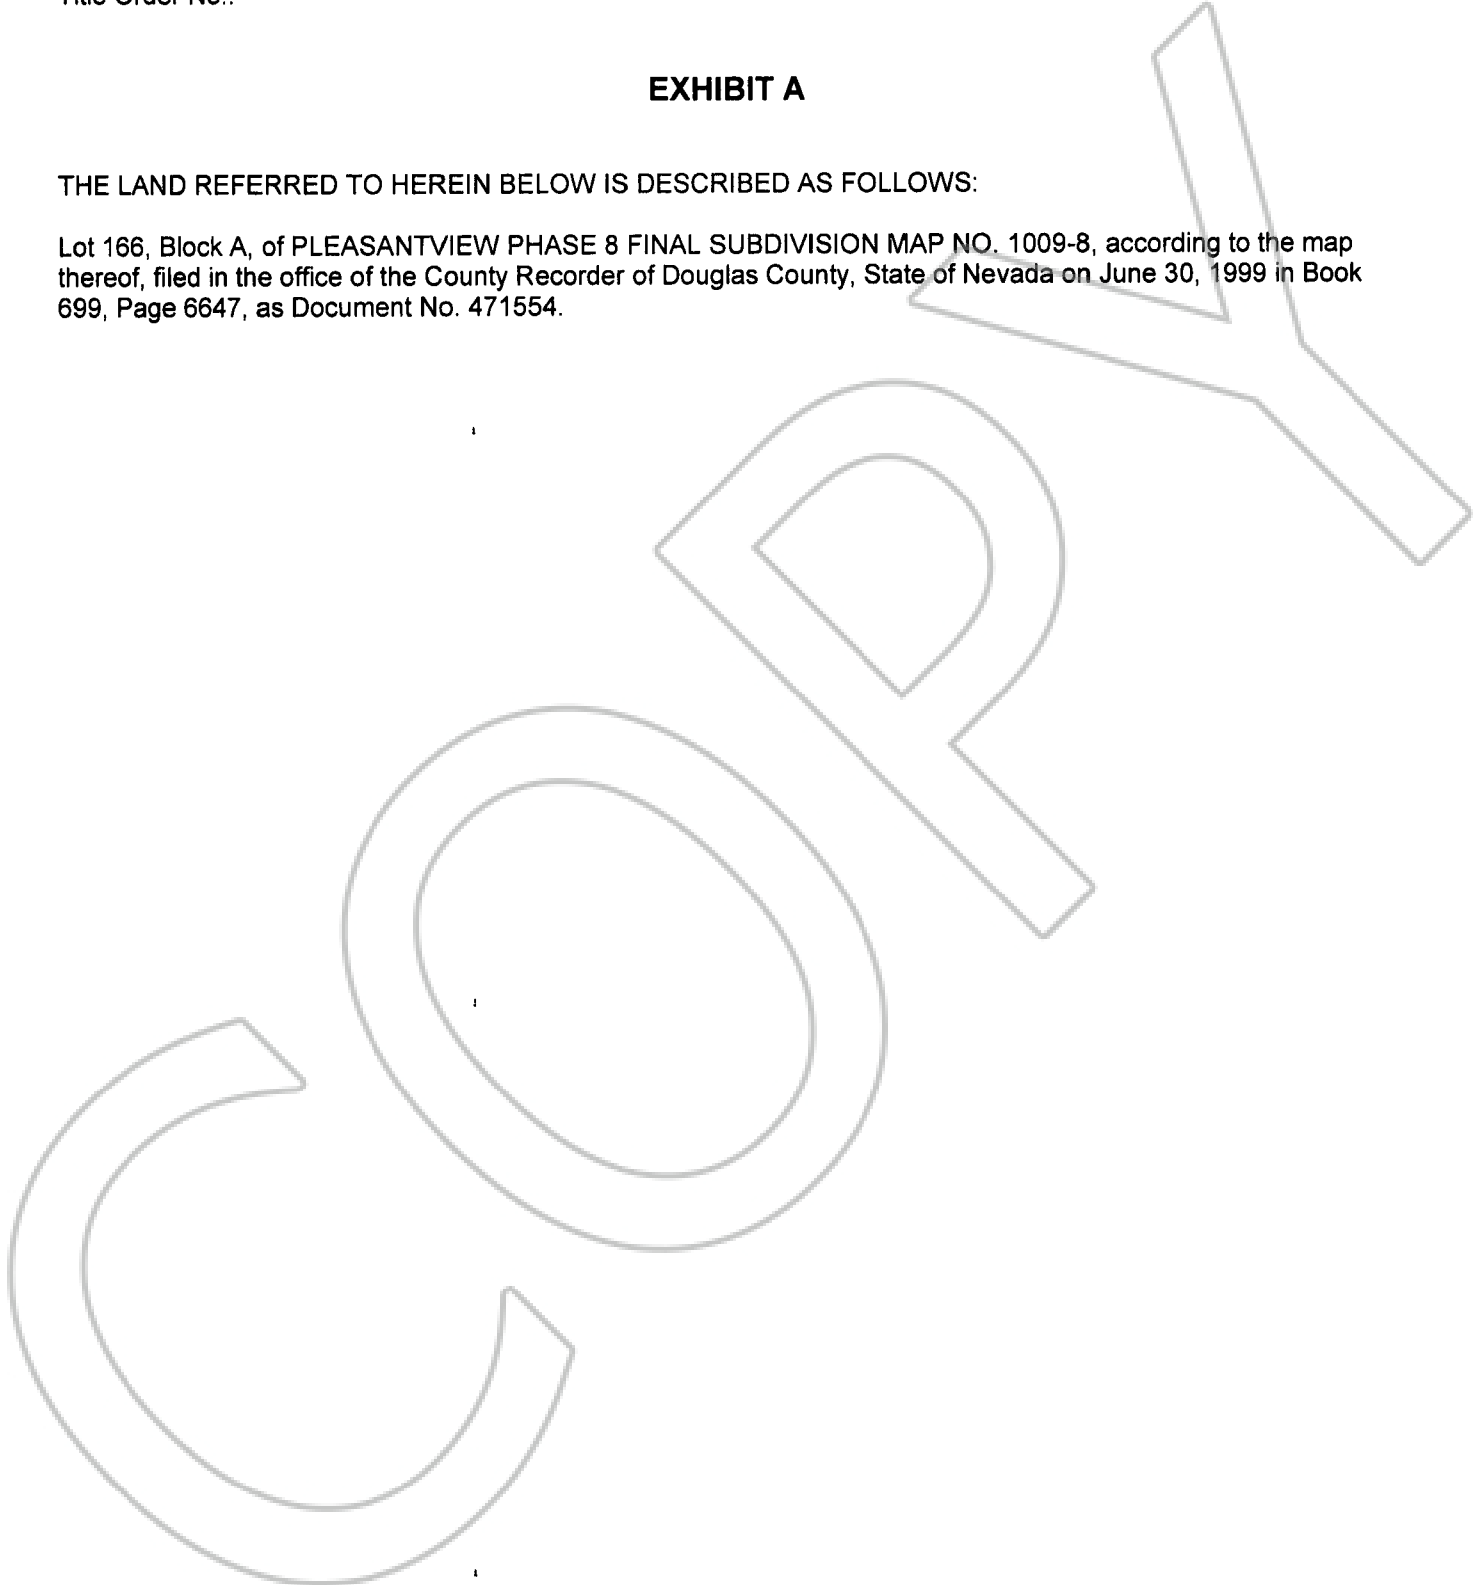 Title Order No.:
EXHIBIT A
THE LAND REFERRED TO HEREIN BELOW IS DESCRIBED AS FOLLOWS:
Lot 166, Block A, of PLEASANTVIEW PHASE 8 FINAL SUBDIVISION MAP NO. 1009-8, according to the map
thereof, filed in the office of the County Recorder of Douglas County, State of Nevada on June 30, 1999 in Book
699, Page 6647, as Document No. 471554.
COPY